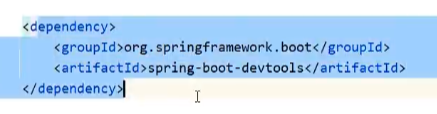 <dependency>
<groupId>org.springframework.boot</groupId>
<artifactId>spring-boot-devtools</artifactId>
</dependency>